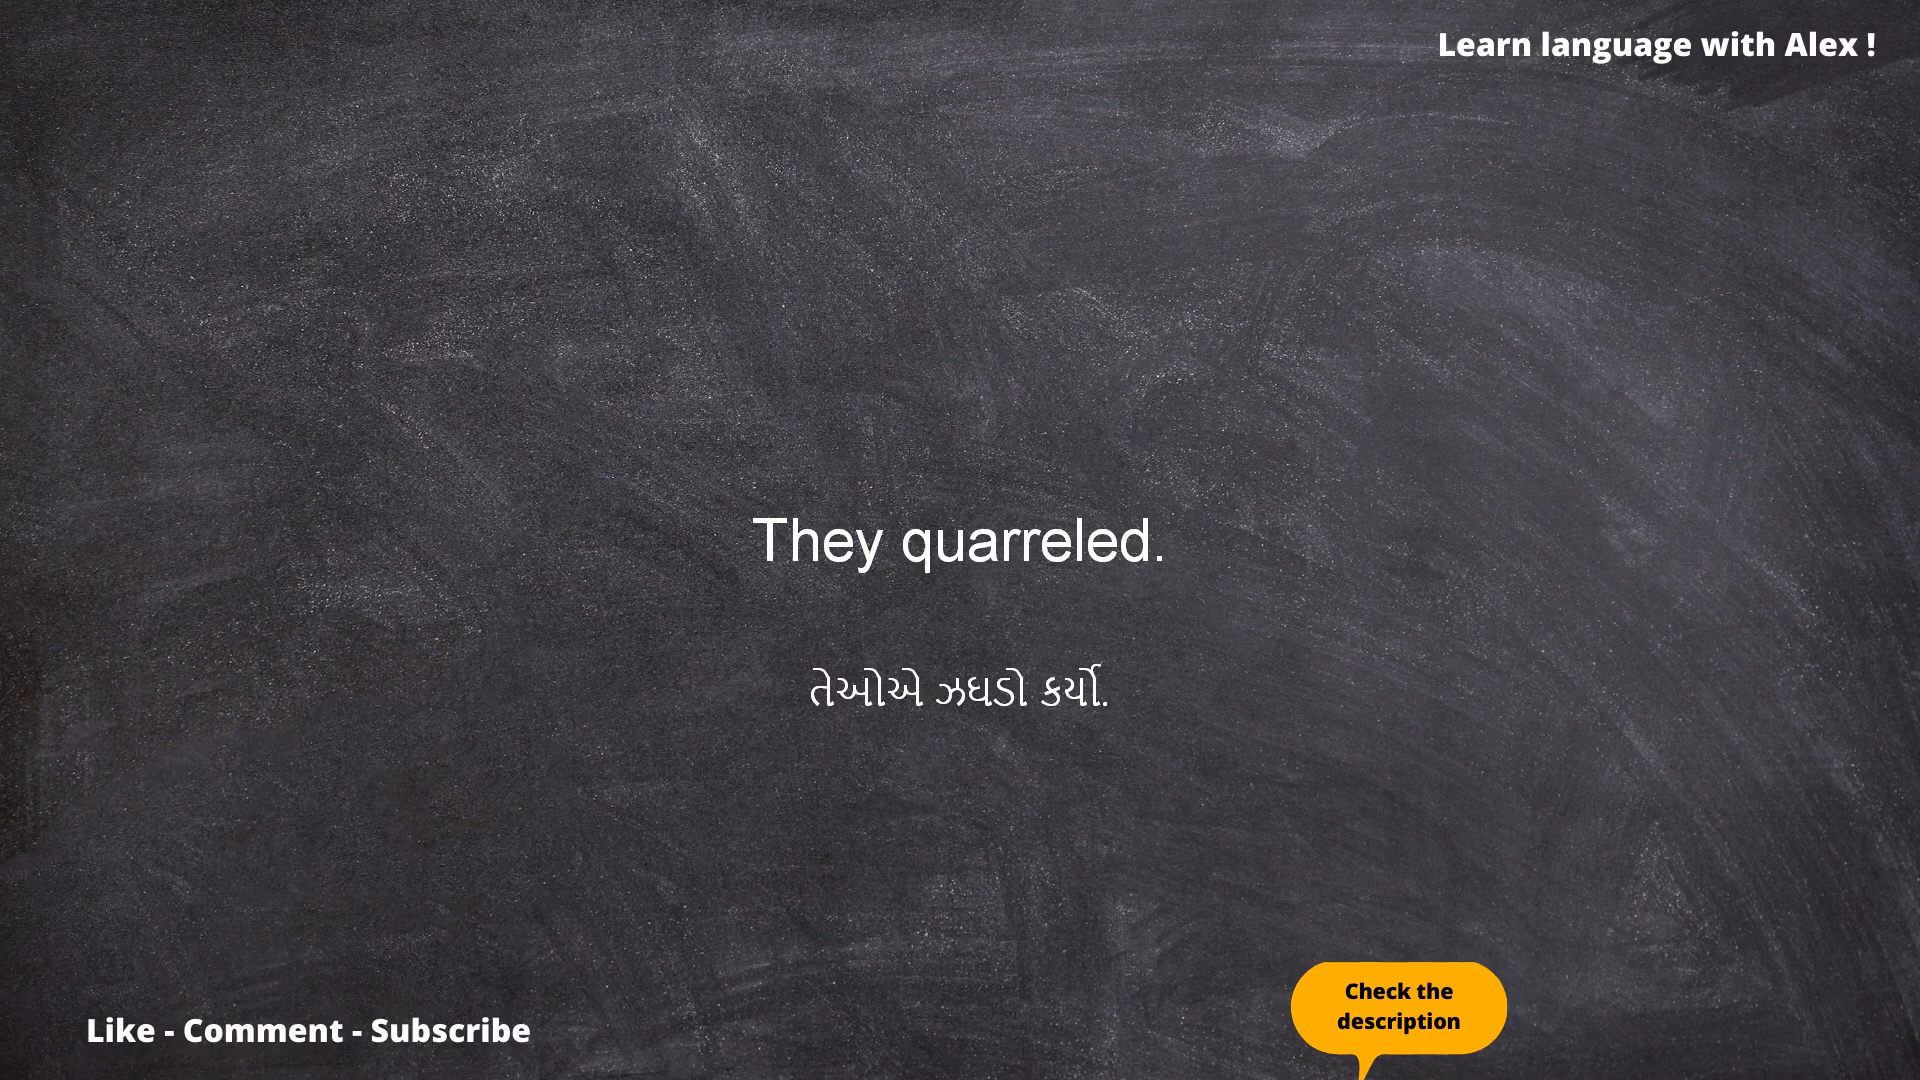 Learn language with Alex !
They quarreled.
તેઓએ ઝઘડો કર્યો.
Check the
description
Like - Comment - Subscribe